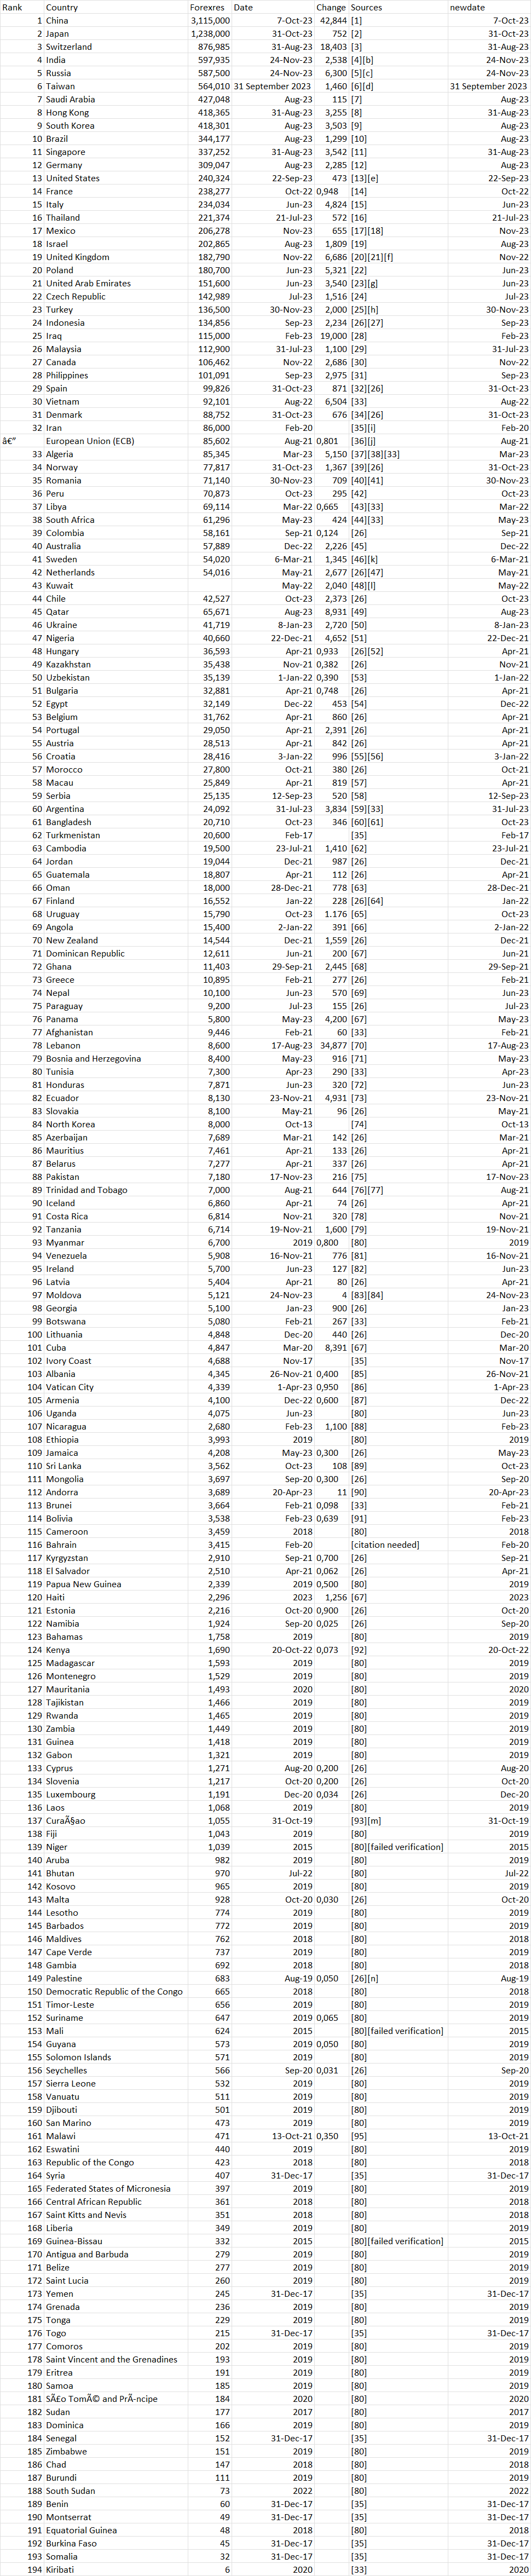 Rank Country Forexres Date Change Sources newdate
1 China 3,115,000 7-Oct-23 42,844 [1] 7-Oct-23
2 Japan 1,238,000 31-Oct-23 752 [2] 31-Oct-23
3 Switzerland 876,985 31-Aug-23 18,403 [3] 31-Aug-23
4 India 597,935 24-Nov-23 2,538 [4][b] 24-Nov-23
5 Russia 587,500 24-Nov-23 6,300 [5][c] 24-Nov-23
6 Taiwan 564,010 31 September 2023 1,460 [6][d] 31 September 2023
7 Saudi Arabia 427,048 Aug-23 115 [7] Aug-23
8 Hong Kong 418,365 31-Aug-23 3,255 [8] 31-Aug-23
9 South Korea 418,301 Aug-23 3,503 [9] Aug-23
10 Brazil 344,177 Aug-23 1,299 [10] Aug-23
11 Singapore 337,252 31-Aug-23 3,542 [11] 31-Aug-23
12 Germany 309,047 Aug-23 2,285 [12] Aug-23
13 United States 240,324 22-Sep-23 473 [13][e] 22-Sep-23
14 France 238,277 Oct-22 0,948 [14] Oct-22
15 Italy 234,034 Jun-23 4,824 [15] Jun-23
16 Thailand 221,374 21-Jul-23 572 [16] 21-Jul-23
17 Mexico 206,278 Nov-23 655 [17][18] Nov-23
18 Israel 202,865 Aug-23 1,809 [19] Aug-23
19 United Kingdom 182,790 Nov-22 6,686 [20][21][f] Nov-22
20 Poland 180,700 Jun-23 5,321 [22] Jun-23
21 United Arab Emirates 151,600 Jun-23 3,540 [23][g] Jun-23
22 Czech Republic 142,989 Jul-23 1,516 [24] Jul-23
23 Turkey 136,500 30-Nov-23 2,000 [25][h] 30-Nov-23
24 Indonesia 134,856 Sep-23 2,234 [26][27] Sep-23
25 Iraq 115,000 Feb-23 19,000 [28] Feb-23
26 Malaysia 112,900 31-Jul-23 1,100 [29] 31-Jul-23
27 Canada 106,462 Nov-22 2,686 [30] Nov-22
28 Philippines 101,091 Sep-23 2,975 [31] Sep-23
29 Spain 99,826 31-Oct-23 871 [32][26] 31-Oct-23
30 Vietnam 92,101 Aug-22 6,504 [33] Aug-22
31 Denmark 88,752 31-Oct-23 676 [34][26] 31-Oct-23
32 Iran 86,000 Feb-20 [35][i] Feb-20
â€” European Union (ECB) 85,602 Aug-21 0,801 [36][j] Aug-21
33 Algeria 85,345 Mar-23 5,150 [37][38][33] Mar-23
34 Norway 77,817 31-Oct-23 1,367 [39][26] 31-Oct-23
35 Romania 71,140 30-Nov-23 709 [40][41] 30-Nov-23
36 Peru 70,873 Oct-23 295 [42] Oct-23
37 Libya 69,114 Mar-22 0,665 [43][33] Mar-22
38 South Africa 61,296 May-23 424 [44][33] May-23
39 Colombia 58,161 Sep-21 0,124 [26] Sep-21
40 Australia 57,889 Dec-22 2,226 [45] Dec-22
41 Sweden 54,020 6-Mar-21 1,345 [46][k] 6-Mar-21
42 Netherlands 54,016 May-21 2,677 [26][47] May-21
43 Kuwait May-22 2,040 [48][l] May-22
44 Chile 42,527 Oct-23 2,373 [26] Oct-23
45 Qatar 65,671 Aug-23 8,931 [49] Aug-23
46 Ukraine 41,719 8-Jan-23 2,720 [50] 8-Jan-23
47 Nigeria 40,660 22-Dec-21 4,652 [51] 22-Dec-21
48 Hungary 36,593 Apr-21 0,933 [26][52] Apr-21
49 Kazakhstan 35,438 Nov-21 0,382 [26] Nov-21
50 Uzbekistan 35,139 1-Jan-22 0,390 [53] 1-Jan-22
51 Bulgaria 32,881 Apr-21 0,748 [26] Apr-21
52 Egypt 32,149 Dec-22 453 [54] Dec-22
53 Belgium 31,762 Apr-21 860 [26] Apr-21
54 Portugal 29,050 Apr-21 2,391 [26] Apr-21
55 Austria 28,513 Apr-21 842 [26] Apr-21
56 Croatia 28,416 3-Jan-22 996 [55][56] 3-Jan-22
57 Morocco 27,800 Oct-21 380 [26] Oct-21
58 Macau 25,849 Apr-21 819 [57] Apr-21
59 Serbia 25,135 12-Sep-23 520 [58] 12-Sep-23
60 Argentina 24,092 31-Jul-23 3,834 [59][33] 31-Jul-23
61 Bangladesh 20,710 Oct-23 346 [60][61] Oct-23
62 Turkmenistan 20,600 Feb-17 [35] Feb-17
63 Cambodia 19,500 23-Jul-21 1,410 [62] 23-Jul-21
64 Jordan 19,044 Dec-21 987 [26] Dec-21
65 Guatemala 18,807 Apr-21 112 [26] Apr-21
66 Oman 18,000 28-Dec-21 778 [63] 28-Dec-21
67 Finland 16,552 Jan-22 228 [26][64] Jan-22
68 Uruguay 15,790 Oct-23 1.176 [65] Oct-23
69 Angola 15,400 2-Jan-22 391 [66] 2-Jan-22
70 New Zealand 14,544 Dec-21 1,559 [26] Dec-21
71 Dominican Republic 12,611 Jun-21 200 [67] Jun-21
72 Ghana 11,403 29-Sep-21 2,445 [68] 29-Sep-21
73 Greece 10,895 Feb-21 277 [26] Feb-21
74 Nepal 10,100 Jun-23 570 [69] Jun-23
75 Paraguay 9,200 Jul-23 155 [26] Jul-23
76 Panama 5,800 May-23 4,200 [67] May-23
77 Afghanistan 9,446 Feb-21 60 [33] Feb-21
78 Lebanon 8,600 17-Aug-23 34,877 [70] 17-Aug-23
79 Bosnia and Herzegovina 8,400 May-23 916 [71] May-23
80 Tunisia 7,300 Apr-23 290 [33] Apr-23
81 Honduras 7,871 Jun-23 320 [72] Jun-23
82 Ecuador 8,130 23-Nov-21 4,931 [73] 23-Nov-21
83 Slovakia 8,100 May-21 96 [26] May-21
84 North Korea 8,000 Oct-13 [74] Oct-13
85 Azerbaijan 7,689 Mar-21 142 [26] Mar-21
86 Mauritius 7,461 Apr-21 133 [26] Apr-21
87 Belarus 7,277 Apr-21 337 [26] Apr-21
88 Pakistan 7,180 17-Nov-23 216 [75] 17-Nov-23
89 Trinidad and Tobago 7,000 Aug-21 644 [76][77] Aug-21
90 Iceland 6,860 Apr-21 74 [26] Apr-21
91 Costa Rica 6,814 Nov-21 320 [78] Nov-21
92 Tanzania 6,714 19-Nov-21 1,600 [79] 19-Nov-21
93 Myanmar 6,700 2019 0,800 [80] 2019
94 Venezuela 5,908 16-Nov-21 776 [81] 16-Nov-21
95 Ireland 5,700 Jun-23 127 [82] Jun-23
96 Latvia 5,404 Apr-21 80 [26] Apr-21
97 Moldova 5,121 24-Nov-23 4 [83][84] 24-Nov-23
98 Georgia 5,100 Jan-23 900 [26] Jan-23
99 Botswana 5,080 Feb-21 267 [33] Feb-21
100 Lithuania 4,848 Dec-20 440 [26] Dec-20
101 Cuba 4,847 Mar-20 8,391 [67] Mar-20
102 Ivory Coast 4,688 Nov-17 [35] Nov-17
103 Albania 4,345 26-Nov-21 0,400 [85] 26-Nov-21
104 Vatican City 4,339 1-Apr-23 0,950 [86] 1-Apr-23
105 Armenia 4,100 Dec-22 0,600 [87] Dec-22
106 Uganda 4,075 Jun-23 [80] Jun-23
107 Nicaragua 2,680 Feb-23 1,100 [88] Feb-23
108 Ethiopia 3,993 2019 [80] 2019
109 Jamaica 4,208 May-23 0,300 [26] May-23
110 Sri Lanka 3,562 Oct-23 108 [89] Oct-23
111 Mongolia 3,697 Sep-20 0,300 [26] Sep-20
112 Andorra 3,689 20-Apr-23 11 [90] 20-Apr-23
113 Brunei 3,664 Feb-21 0,098 [33] Feb-21
114 Bolivia 3,538 Feb-23 0,639 [91] Feb-23
115 Cameroon 3,459 2018 [80] 2018
116 Bahrain 3,415 Feb-20 [citation needed] Feb-20
117 Kyrgyzstan 2,910 Sep-21 0,700 [26] Sep-21
118 El Salvador 2,510 Apr-21 0,062 [26] Apr-21
119 Papua New Guinea 2,339 2019 0,500 [80] 2019
120 Haiti 2,296 2023 1,256 [67] 2023
121 Estonia 2,216 Oct-20 0,900 [26] Oct-20
122 Namibia 1,924 Sep-20 0,025 [26] Sep-20
123 Bahamas 1,758 2019 [80] 2019
124 Kenya 1,690 20-Oct-22 0,073 [92] 20-Oct-22
125 Madagascar 1,593 2019 [80] 2019
126 Montenegro 1,529 2019 [80] 2019
127 Mauritania 1,493 2020 [80] 2020
128 Tajikistan 1,466 2019 [80] 2019
129 Rwanda 1,465 2019 [80] 2019
130 Zambia 1,449 2019 [80] 2019
131 Guinea 1,418 2019 [80] 2019
132 Gabon 1,321 2019 [80] 2019
133 Cyprus 1,271 Aug-20 0,200 [26] Aug-20
134 Slovenia 1,217 Oct-20 0,200 [26] Oct-20
135 Luxembourg 1,191 Dec-20 0,034 [26] Dec-20
136 Laos 1,068 2019 [80] 2019
137 CuraÃ§ao 1,055 31-Oct-19 [93][m] 31-Oct-19
138 Fiji 1,043 2019 [80] 2019
139 Niger 1,039 2015 [80][failed verification] 2015
140 Aruba 982 2019 [80] 2019
141 Bhutan 970 Jul-22 [80] Jul-22
142 Kosovo 965 2019 [80] 2019
143 Malta 928 Oct-20 0,030 [26] Oct-20
144 Lesotho 774 2019 [80] 2019
145 Barbados 772 2019 [80] 2019
146 Maldives 762 2018 [80] 2018
147 Cape Verde 737 2019 [80] 2019
148 Gambia 692 2018 [80] 2018
149 Palestine 683 Aug-19 0,050 [26][n] Aug-19
150 Democratic Republic of the Congo 665 2018 [80] 2018
151 Timor-Leste 656 2019 [80] 2019
152 Suriname 647 2019 0,065 [80] 2019
153 Mali 624 2015 [80][failed verification] 2015
154 Guyana 573 2019 0,050 [80] 2019
155 Solomon Islands 571 2019 [80] 2019
156 Seychelles 566 Sep-20 0,031 [26] Sep-20
157 Sierra Leone 532 2019 [80] 2019
158 Vanuatu 511 2019 [80] 2019
159 Djibouti 501 2019 [80] 2019
160 San Marino 473 2019 [80] 2019
161 Malawi 471 13-Oct-21 0,350 [95] 13-Oct-21
162 Eswatini 440 2019 [80] 2019
163 Republic of the Congo 423 2018 [80] 2018
164 Syria 407 31-Dec-17 [35] 31-Dec-17
165 Federated States of Micronesia 397 2019 [80] 2019
166 Central African Republic 361 2018 [80] 2018
167 Saint Kitts and Nevis 351 2018 [80] 2018
168 Liberia 349 2019 [80] 2019
169 Guinea-Bissau 332 2015 [80][failed verification] 2015
170 Antigua and Barbuda 279 2019 [80] 2019
171 Belize 277 2019 [80] 2019
172 Saint Lucia 260 2019 [80] 2019
173 Yemen 245 31-Dec-17 [35] 31-Dec-17
174 Grenada 236 2019 [80] 2019
175 Tonga 229 2019 [80] 2019
176 Togo 215 31-Dec-17 [35] 31-Dec-17
177 Comoros 202 2019 [80] 2019
178 Saint Vincent and the Grenadines 193 2019 [80] 2019
179 Eritrea 191 2019 [80] 2019
180 Samoa 185 2019 [80] 2019
181 SÃ£o TomÃ© and PrÃ­ncipe 184 2020 [80] 2020
182 Sudan 177 2017 [80] 2017
183 Dominica 166 2019 [80] 2019
184 Senegal 152 31-Dec-17 [35] 31-Dec-17
185 Zimbabwe 151 2019 [80] 2019
186 Chad 147 2018 [80] 2018
187 Burundi 111 2019 [80] 2019
188 South Sudan 73 2022 [80] 2022
189 Benin 60 31-Dec-17 [35] 31-Dec-17
190 Montserrat 49 31-Dec-17 [35] 31-Dec-17
191 Equatorial Guinea 48 2018 [80] 2018
192 Burkina Faso 45 31-Dec-17 [35] 31-Dec-17
193 Somalia 32 31-Dec-17 [35] 31-Dec-17
194 Kiribati 6 2020 [33] 2020